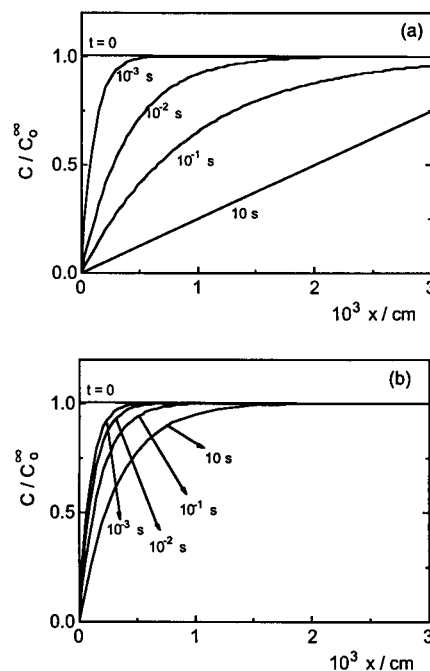 (a)
t = 0
1.0
10⁻³ s
10⁻² s
C / C₀^∞
0.5
10⁻¹ s
10 s
0.0
0
1
2
3
10³ x / cm
(b)
t = 0
1.0
10 s
10⁻¹ s
C / C₀^∞
0.5
10⁻³ s
10⁻² s
0.0
0
1
2
3
10³ x / cm